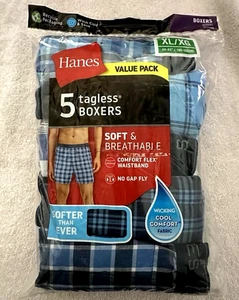 BOXERS
XL/XG
Hanes
VALUE PACK
5 tagless®
BOXERS
SOFT &
BREATHABLE
COMFORT FLEX®
WAISTBAND
NO GAP FLY
SOFTER
THAN
EVER
WICKING
COOL
COMFORT
FABRIC